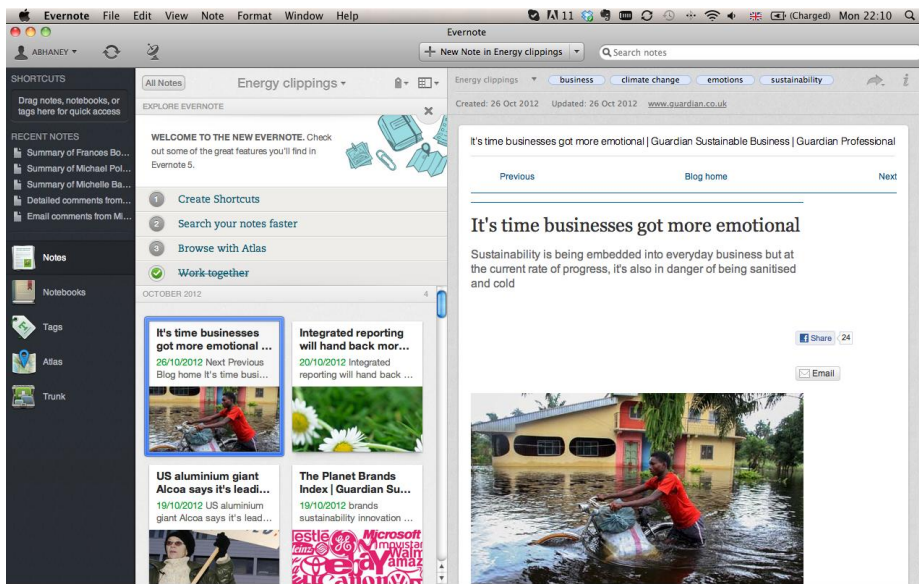 Evernote File Edit View Note Format Window Help
11 (Charged) Mon 22:10
Evernote
ABHANEY
New Note in Energy clippings
Search notes
SHORTCUTS
Drag notes, notebooks, or
tags here for quick access
RECENT NOTES
Summary of Frances Bo...
Summary of Michael Pol...
Summary of Michelle Ba...
Detailed comments from...
Email comments from Mi...
Notes
Notebooks
Tags
Atlas
Trunk
All Notes
Energy clippings
EXPLORE EVERNOTE
WELCOME TO THE NEW EVERNOTE. Check
out some of the great features you'll find in
Evernote 5.
1 Create Shortcuts
2 Search your notes faster
3 Browse with Atlas
Work together
OCTOBER 2012 4
It's time businesses
got more emotional ...
26/10/2012 Next Previous
Blog home It's time busi...
Integrated reporting
will hand back mor...
20/10/2012 Integrated
reporting will hand back ...
US aluminium giant
Alcoa says it's leadi...
19/10/2012 US aluminium
giant Alcoa says it's lead...
The Planet Brands
Index | Guardian Su...
19/10/2012 brands
sustainability innovation ...
Microsoft
ebay
Energy clippings business climate change emotions sustainability
Created: 26 Oct 2012 Updated: 26 Oct 2012 www.guardian.co.uk
It's time businesses got more emotional | Guardian Sustainable Business | Guardian Professional
Previous Blog home Next
It's time businesses got more emotional
Sustainability is being embedded into everyday business but at
the current rate of progress, it's also in danger of being sanitised
and cold
Share 24
Email